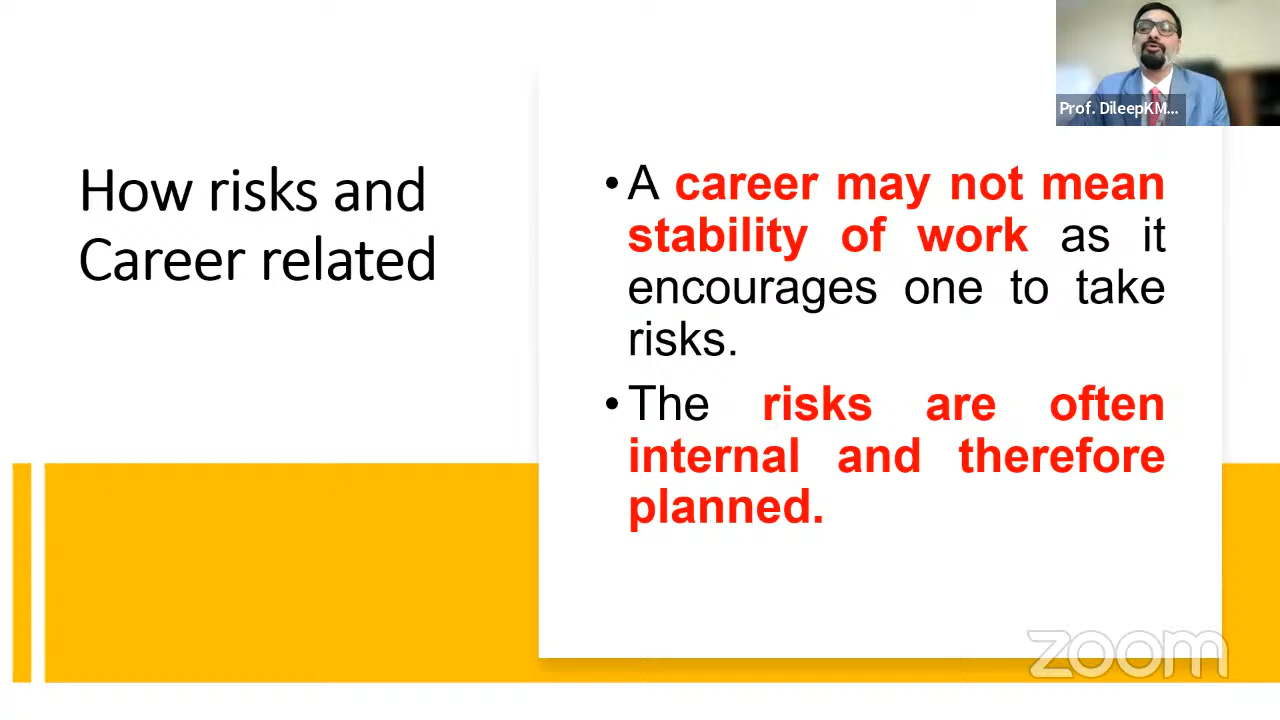 How risks and
Career related
• A career may not mean
stability of work as it
encourages one to take
risks.
• The risks are often
internal and therefore
planned.
Prof. DileepKM...
zoom